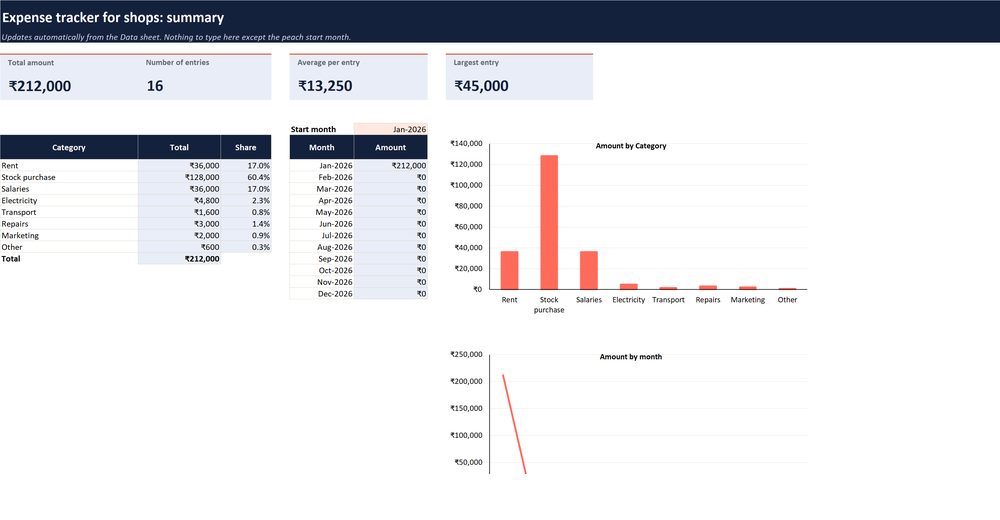 Expense tracker for shops: summary
Updates automatically from the Data sheet. Nothing to type here except the peach start month.
Total amount Number of entries Average per entry Largest entry
₹212,000 16 ₹13,250 ₹45,000
Start month Jan-2026
Category Total Share
Rent ₹36,000 17.0%
Stock purchase ₹128,000 60.4%
Salaries ₹36,000 17.0%
Electricity ₹4,800 2.3%
Transport ₹1,600 0.8%
Repairs ₹3,000 1.4%
Marketing ₹2,000 0.9%
Other ₹600 0.3%
Total ₹212,000
Month Amount
Jan-2026 ₹212,000
Feb-2026 ₹0
Mar-2026 ₹0
Apr-2026 ₹0
May-2026 ₹0
Jun-2026 ₹0
Jul-2026 ₹0
Aug-2026 ₹0
Sep-2026 ₹0
Oct-2026 ₹0
Nov-2026 ₹0
Dec-2026 ₹0
Amount by Category
₹140,000
₹120,000
₹100,000
₹80,000
₹60,000
₹40,000
₹20,000
₹0
Rent Stock purchase Salaries Electricity Transport Repairs Marketing Other
Amount by month
₹250,000
₹200,000
₹150,000
₹100,000
₹50,000